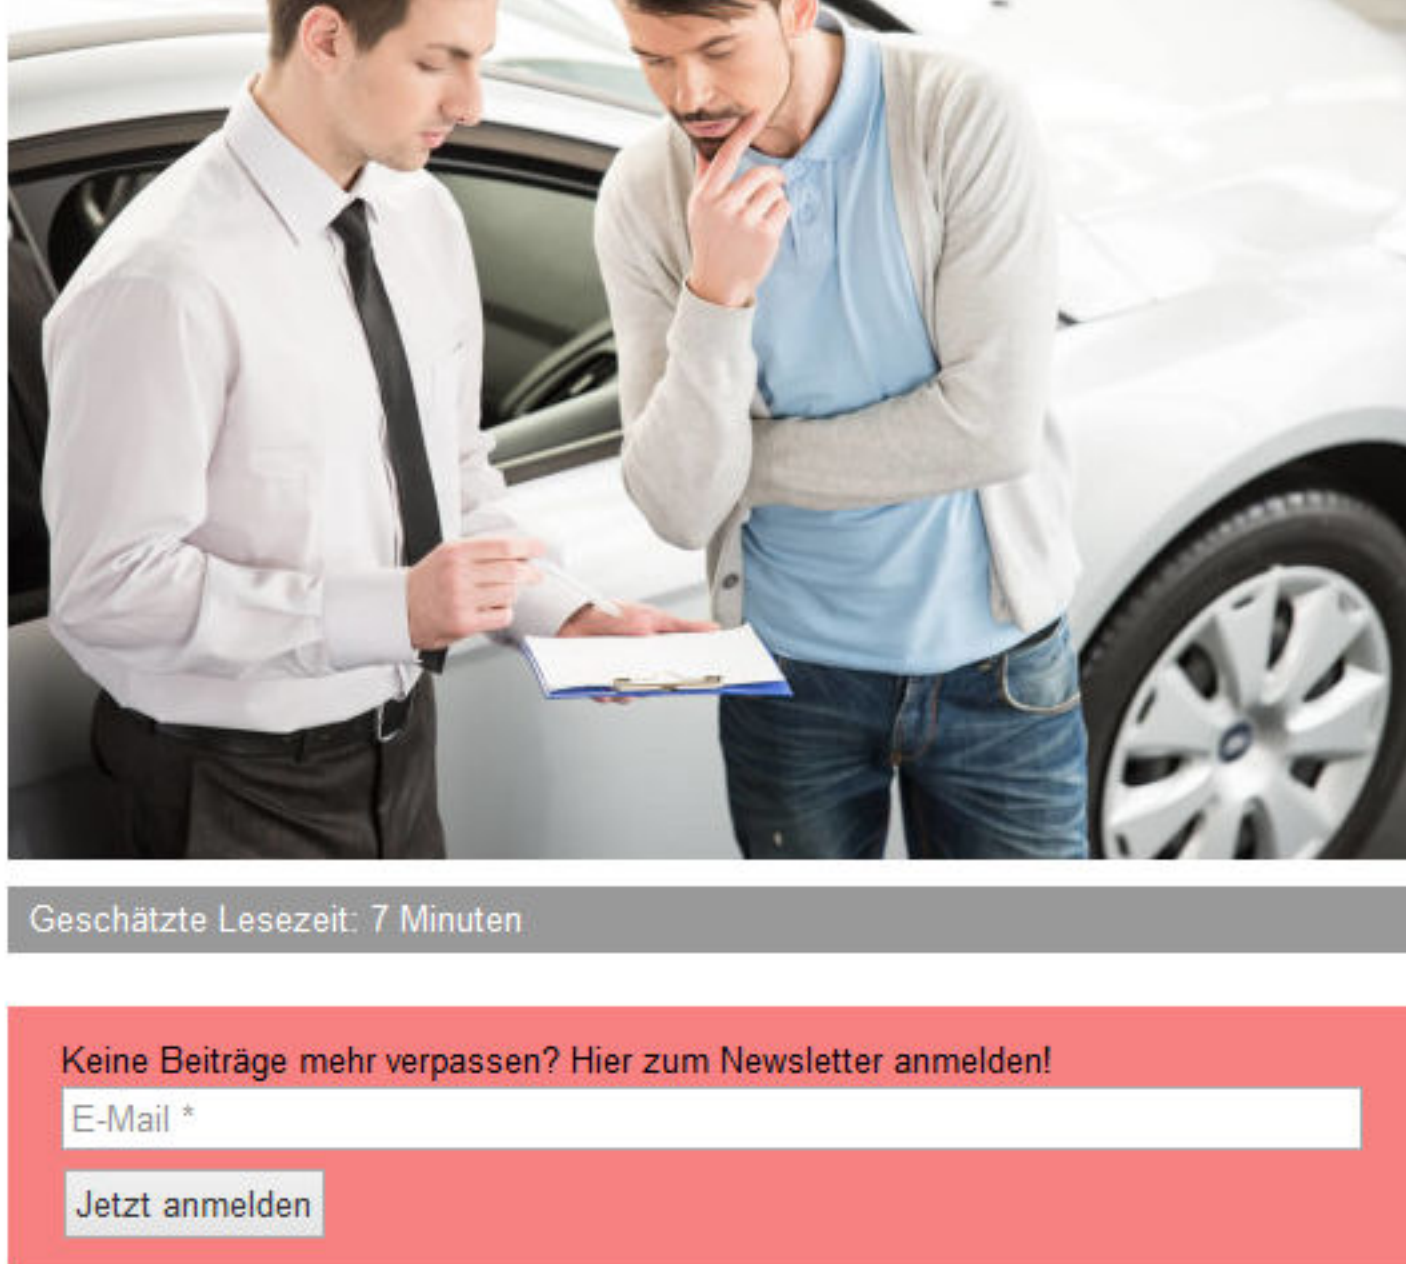 Geschätzte Lesezeit: 7 Minuten
Keine Beiträge mehr verpassen? Hier zum Newsletter anmelden!
E-Mail *
Jetzt anmelden